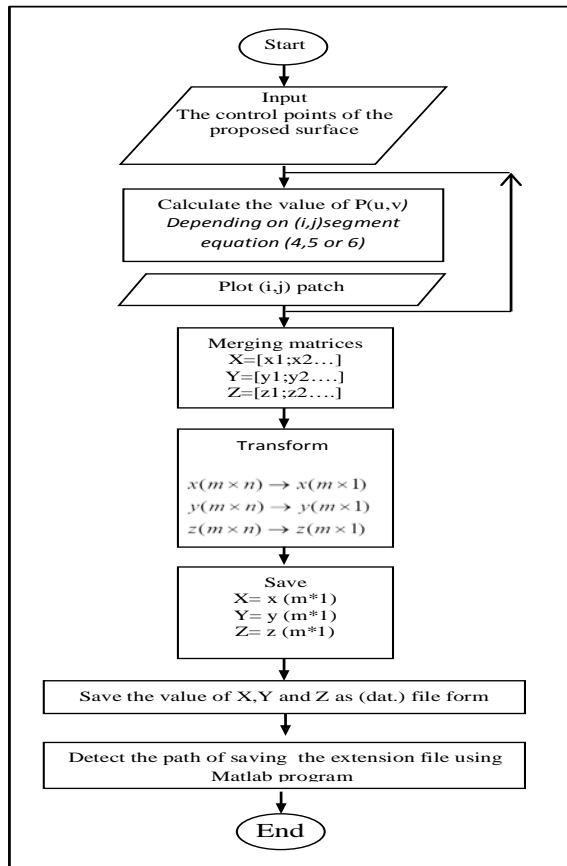 Start
Input
The control points of the
proposed surface
Calculate the value of P(u,v)
Depending on (i,j)segment
equation (4,5 or 6)
Plot (i,j) patch
Merging matrices
X=[x1;x2...]
Y=[y1;y2....]
Z=[z1;z2....]
Transform
x(m × n) → x(m × 1)
y(m × n) → y(m × 1)
z(m × n) → z(m × 1)
Save
X= x (m*1)
Y= y (m*1)
Z= z (m*1)
Save the value of X,Y and Z as (dat.) file form
Detect the path of saving the extension file using
Matlab program
End